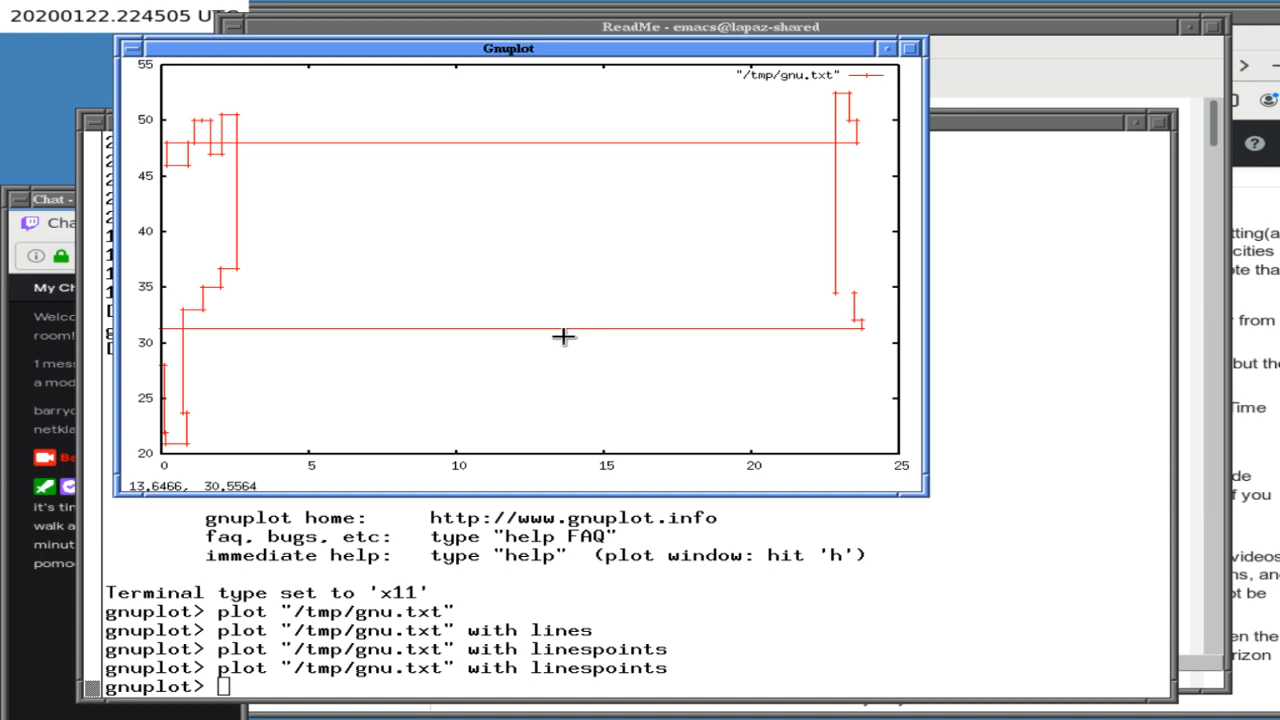 20200122.224505 UT
ReadMe - emacs@lapaz-shared
Gnuplot
"/tmp/gnu.txt"
55
50
45
40
35
30
25
20
0 5 10 15 20 25
13.6466, 30.5564
Chat -
Cha
My Ch
Welco
room!
1 mess
a mod
barryc
netkla
Ba
it's tim
walk a
minut
pomo
gnuplot home: http://www.gnuplot.info
faq, bugs, etc: type "help FAQ"
immediate help: type "help" (plot window: hit 'h')
Terminal type set to 'x11'
gnuplot> plot "/tmp/gnu.txt"
gnuplot> plot "/tmp/gnu.txt" with lines
gnuplot> plot "/tmp/gnu.txt" with linespoints
gnuplot> plot "/tmp/gnu.txt" with linespoints
gnuplot>
tting(a
cities
te tha
r from
but the
Time
de
f you
videos
ns, an
ot be
en the
rizon